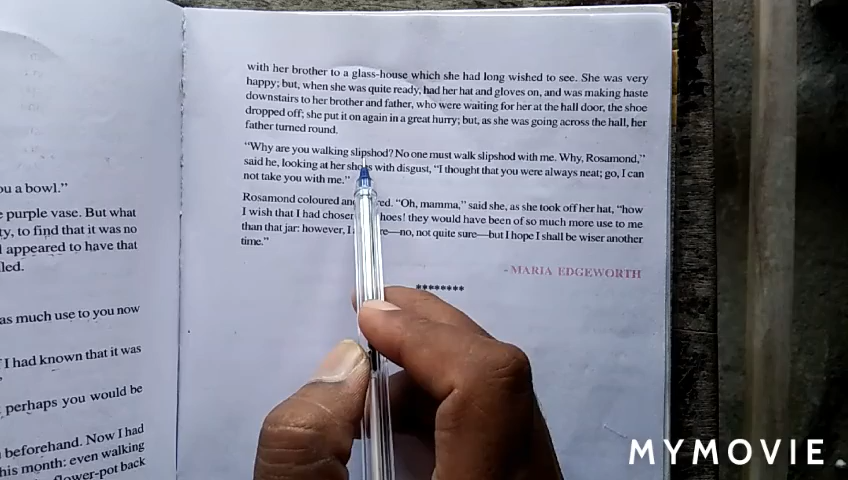 ou a bowl."
e purple vase. But what
ty, to find that it was no
l appeared to have that
led.
as much use to you now
f I had known that it was
perhaps you would be
beforehand. Now I had
his month: even walking
flower-pot back
with her brother to a glass-house which she had long wished to see. She was very
happy; but, when she was quite ready, had her hat and gloves on, and was making haste
downstairs to her brother and father, who were waiting for her at the hall door, the shoe
dropped off; she put it on again in a great hurry; but, as she was going across the hall, her
father turned round.
"Why are you walking slipshod? No one must walk slipshod with me. Why, Rosamond,"
said he, looking at her shoes with disgust, "I thought that you were always neat; go, I can
not take you with me."
Rosamond coloured and red. "Oh, mamma," said she, as she took off her hat, "how
I wish that I had chosen hoes! they would have been of so much more use to me
than that jar: however, I re—no, not quite sure—but I hope I shall be wiser another
time."
- MARIA EDGEWORTH
********
MYMOVIE